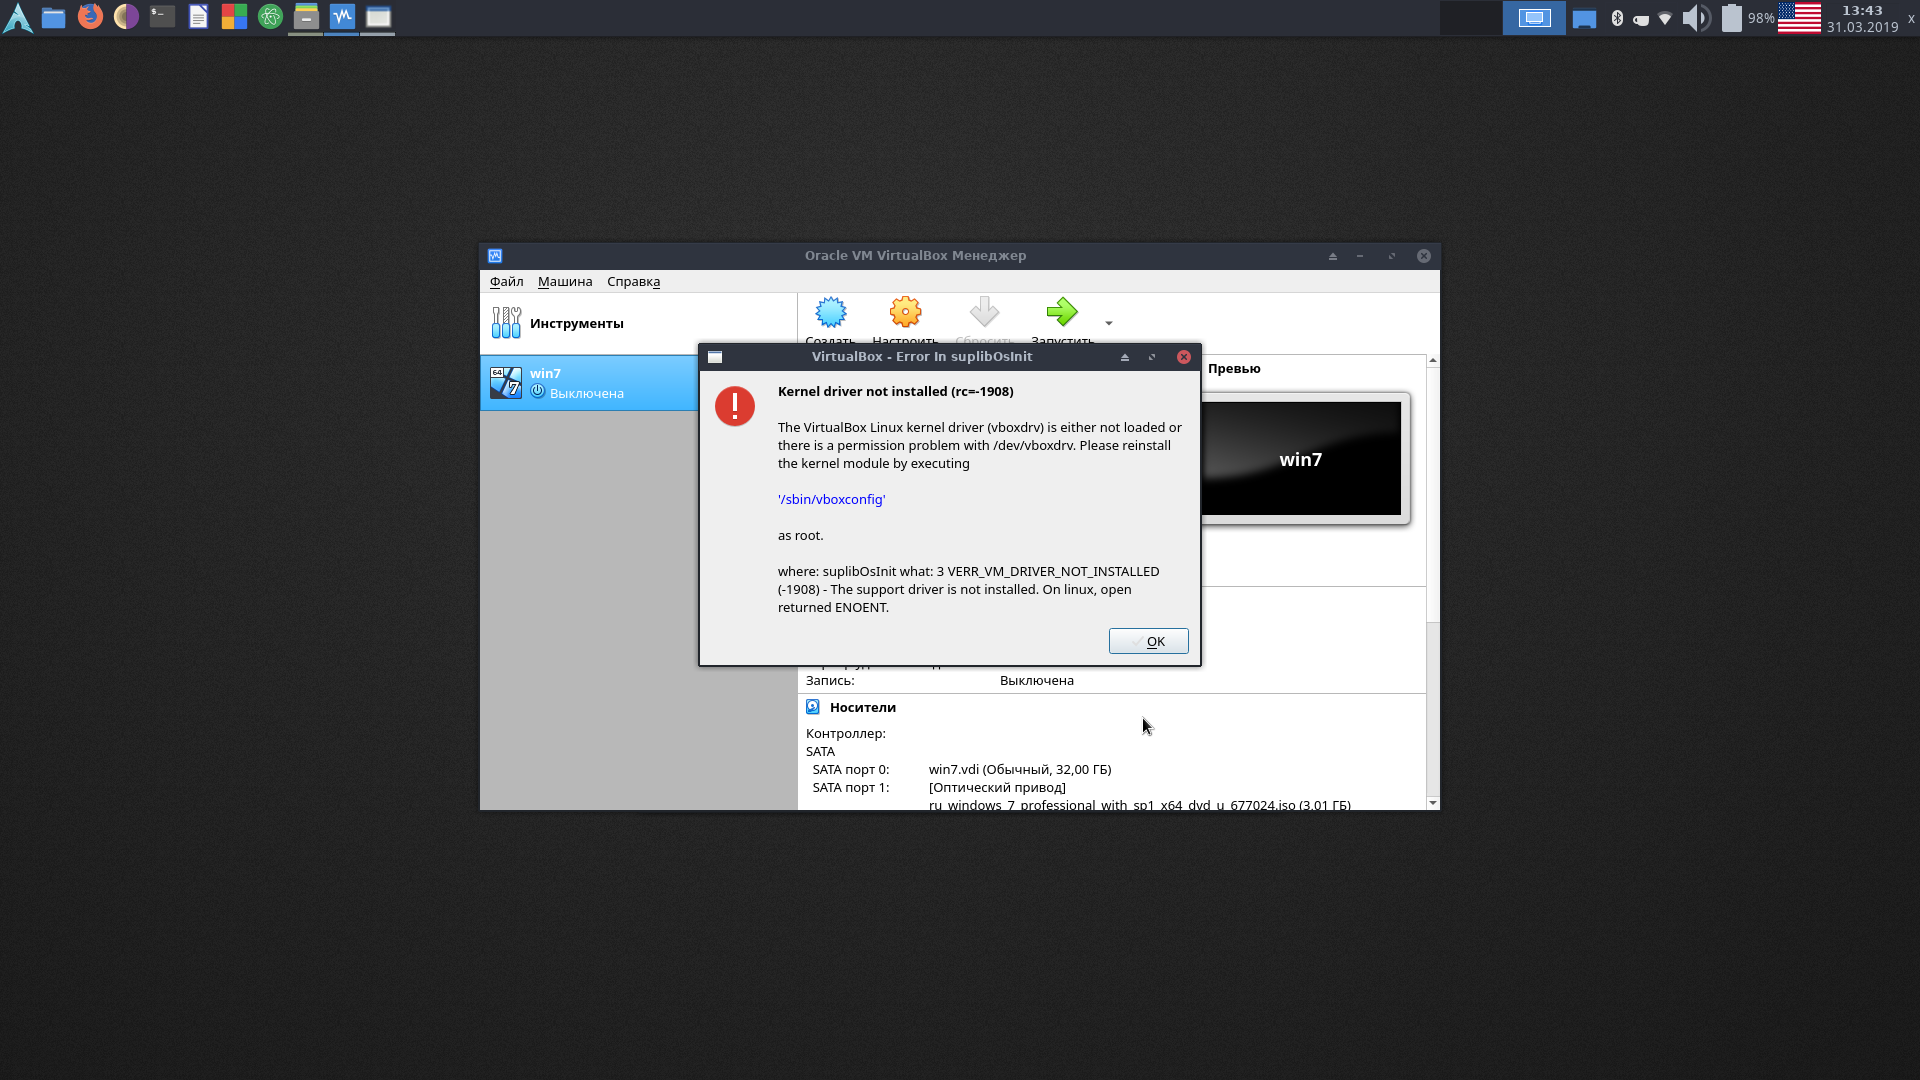 98%
13:43
31.03.2019
x
$-
Oracle VM VirtualBox Менеджер
Файл Машина Справка
Инструменты
Создать Настроить Сбросить Запустить
64
7
win7
Выключена
Превью
win7
VirtualBox - Error In suplibOsInit
Kernel driver not installed (rc=-1908)
The VirtualBox Linux kernel driver (vboxdrv) is either not loaded or
there is a permission problem with /dev/vboxdrv. Please reinstall
the kernel module by executing
'/sbin/vboxconfig'
as root.
where: suplibOsInit what: 3 VERR_VM_DRIVER_NOT_INSTALLED
(-1908) - The support driver is not installed. On linux, open
returned ENOENT.
OK
Запись: Выключена
Носители
Контроллер:
SATA
SATA порт 0: win7.vdi (Обычный, 32,00 ГБ)
SATA порт 1: [Оптический привод]
ru_windows_7_professional_with_sp1_x64_dvd_u_677024.iso (3,01 ГБ)